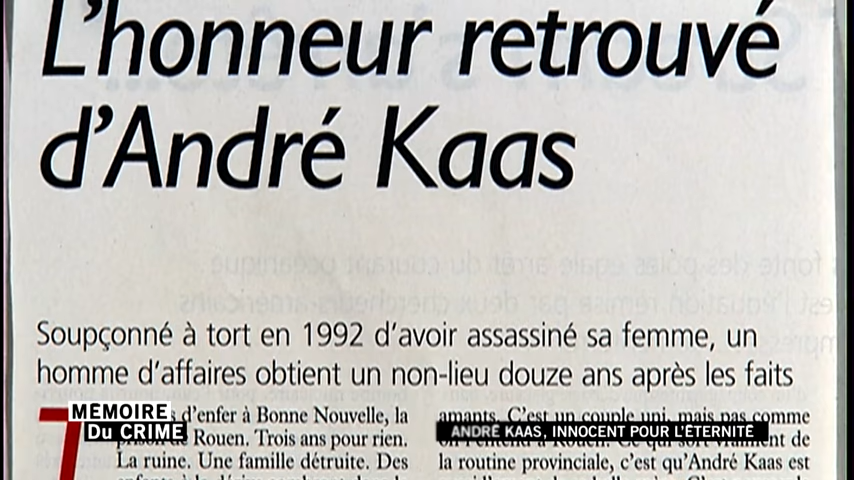 L'honneur retrouvé
d'André Kaas
Soupçonné à tort en 1992 d'avoir assassiné sa femme, un
homme d'affaires obtient un non-lieu douze ans après les faits
d'enfer à Bonne Nouvelle, la
de Rouen. Trois ans pour rien.
La ruine. Une famille détruite. Des
amants. C'est un couple uni, mais pas comme
de
la routine provinciale, c'est qu'André Kaas est
MÉMOIRE
Du CRIME
ANDRÉ KAAS, INNOCENT POUR L'ÉTERNITÉ